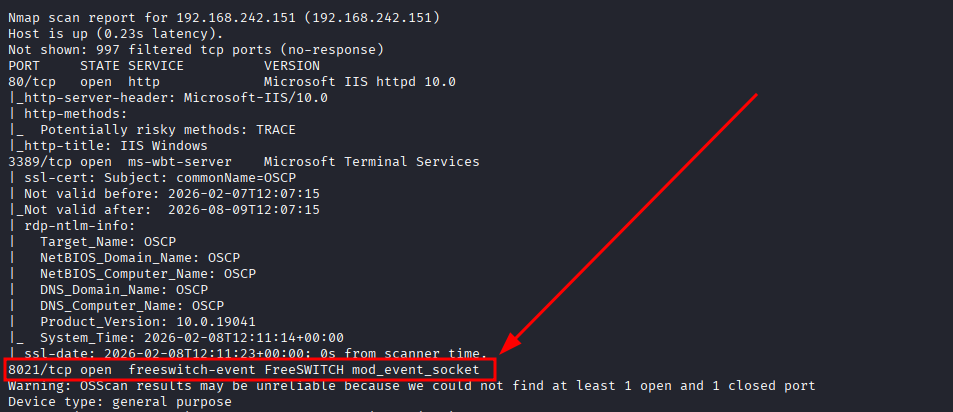 Nmap scan report for 192.168.242.151 (192.168.242.151)
Host is up (0.23s latency).
Not shown: 997 filtered tcp ports (no-response)
PORT     STATE SERVICE          VERSION
80/tcp   open  http             Microsoft IIS httpd 10.0
|_http-server-header: Microsoft-IIS/10.0
| http-methods:
|_  Potentially risky methods: TRACE
|_http-title: IIS Windows
3389/tcp open  ms-wbt-server    Microsoft Terminal Services
| ssl-cert: Subject: commonName=OSCP
| Not valid before: 2026-02-07T12:07:15
|_Not valid after:  2026-08-09T12:07:15
| rdp-ntlm-info:
|   Target_Name: OSCP
|   NetBIOS_Domain_Name: OSCP
|   NetBIOS_Computer_Name: OSCP
|   DNS_Domain_Name: OSCP
|   DNS_Computer_Name: OSCP
|   Product_Version: 10.0.19041
|_  System_Time: 2026-02-08T12:11:14+00:00
|_ssl-date: 2026-02-08T12:11:23+00:00; 0s from scanner time.
8021/tcp open  freeswitch-event FreeSWITCH mod_event_socket
Warning: OSScan results may be unreliable because we could not find at least 1 open and 1 closed port
Device type: general purpose